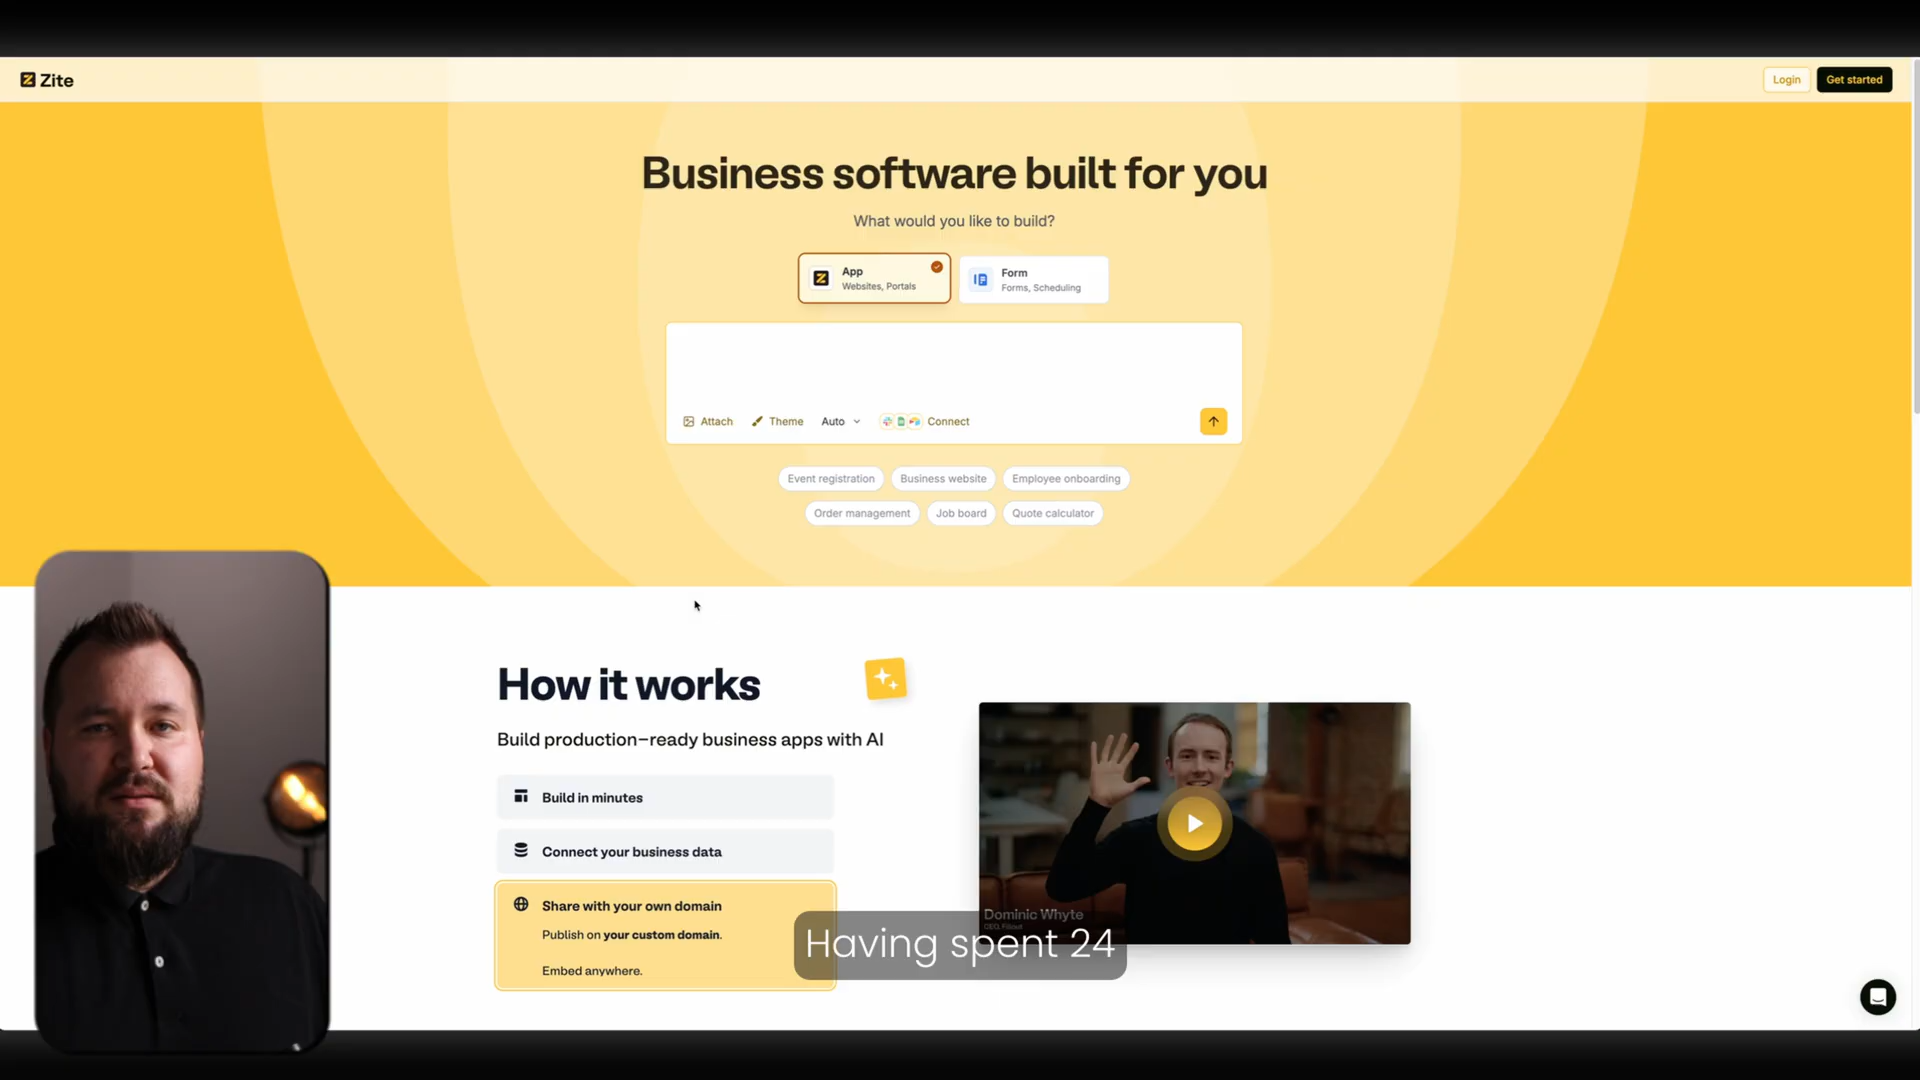 Zite
Login
Get started
Business software built for you
What would you like to build?
App
Websites, Portals
Form
Forms, Scheduling
Attach
Theme
Auto
Connect
Event registration
Business website
Employee onboarding
Order management
Job board
Quote calculator
How it works
Build production-ready business apps with AI
Build in minutes
Connect your business data
Share with your own domain
Publish on your custom domain.
Embed anywhere.
Dominic Whyte
CEO, Fillout
Having spent 24